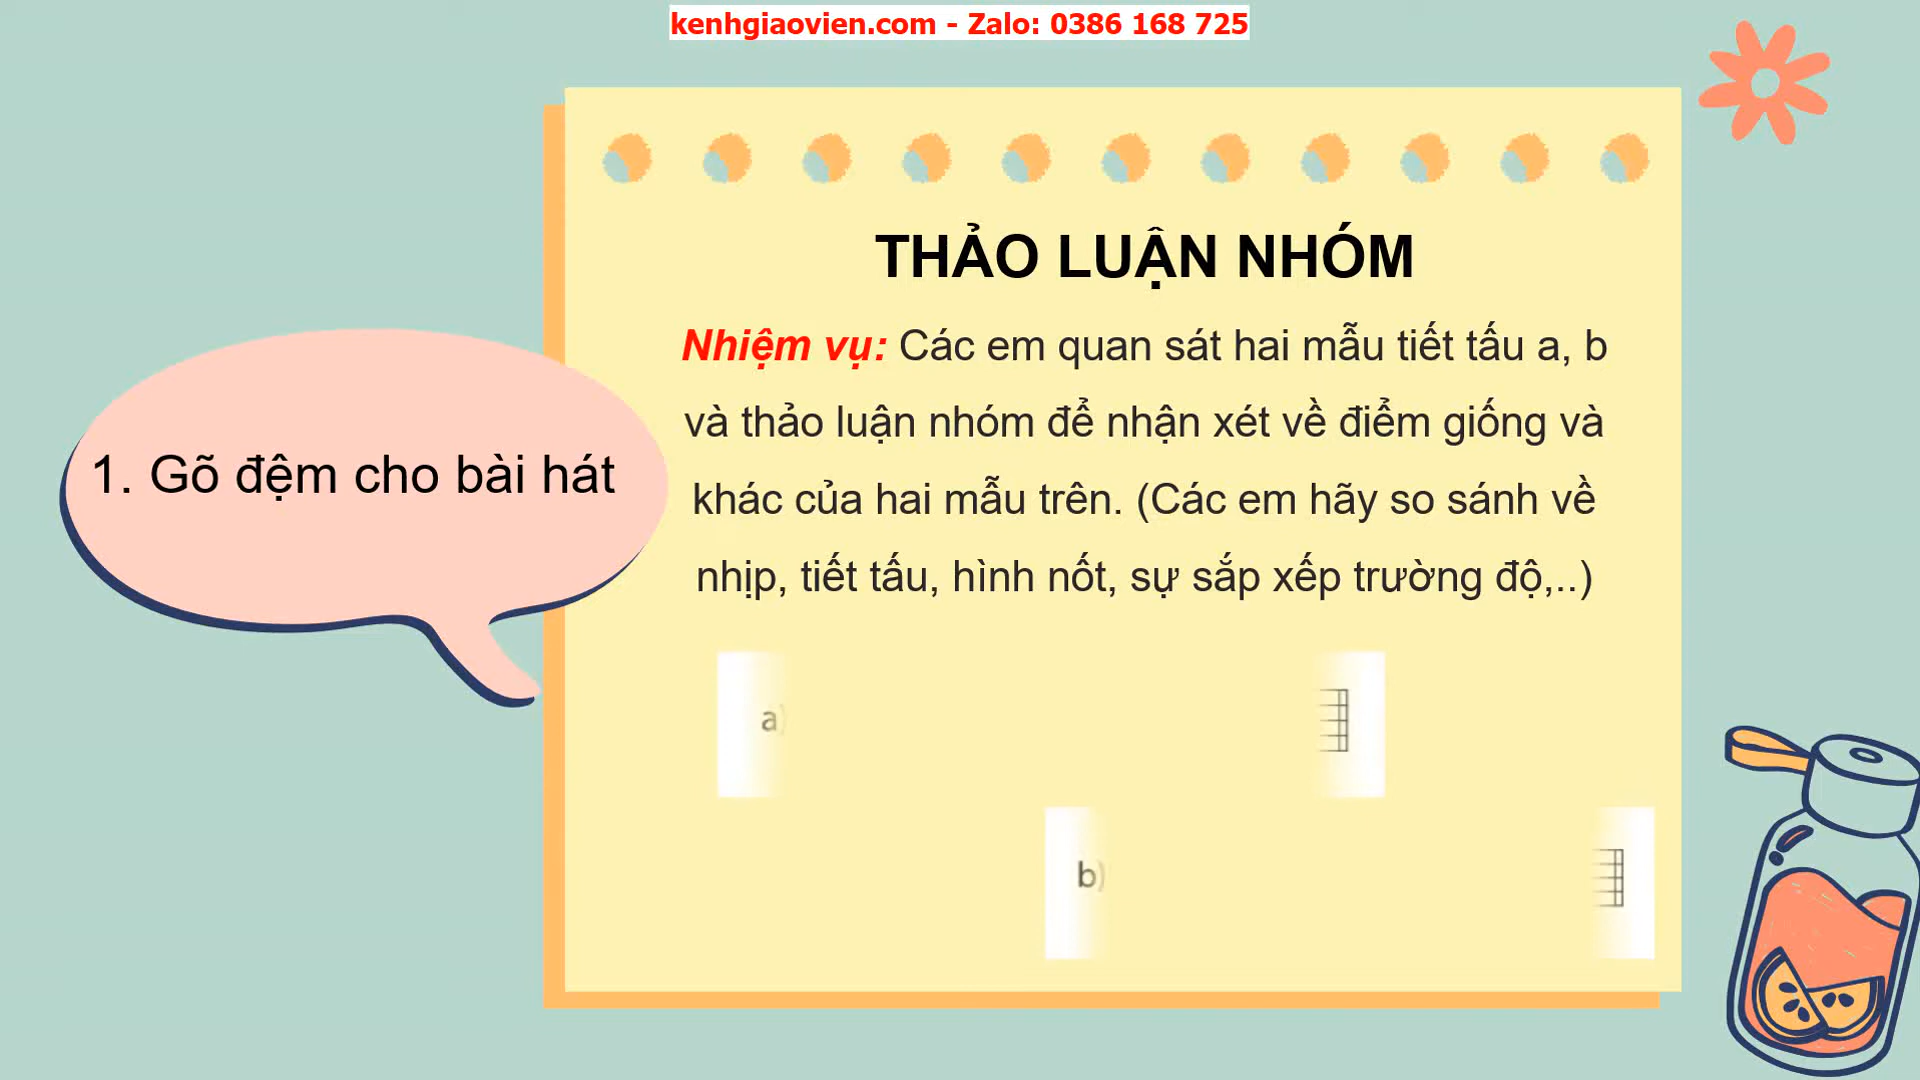 kenhgiaovien.com - Zalo: 0386 168 725
THẢO LUẬN NHÓM
Nhiệm vụ: Các em quan sát hai mẫu tiết tấu a, b
và thảo luận nhóm để nhận xét về điểm giống và
khác của hai mẫu trên. (Các em hãy so sánh về
nhịp, tiết tấu, hình nốt, sự sắp xếp trường độ,..)
1. Gõ đệm cho bài hát
a)
b)